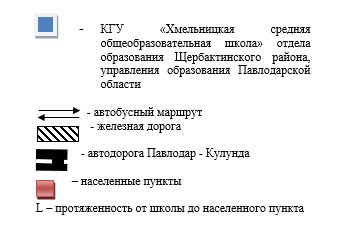 - КГУ «Хмельницкая средняя
общеобразовательная школа» отдела
образования Щербактинского района,
управления образования Павлодарской
области
- автобусный маршрут
- железная дорога
- автодорога Павлодар - Кулунда
– населенные пункты
L – протяженность от школы до населенного пункта